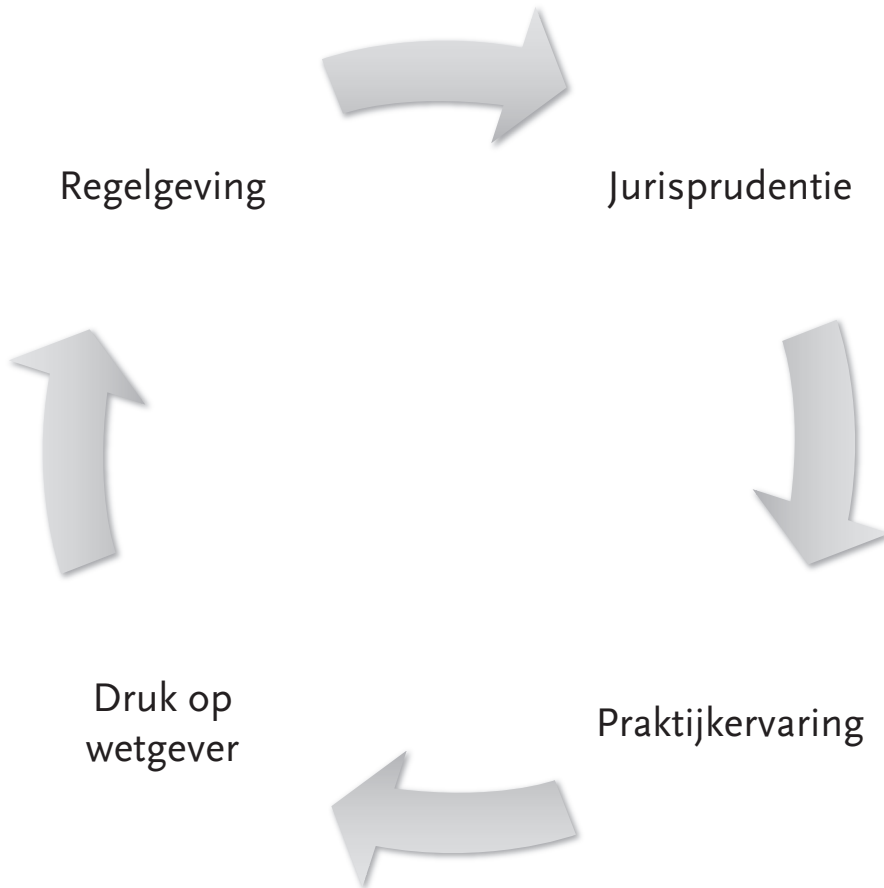 Regelgeving
Jurisprudentie
Druk op
wetgever
Praktijkervaring